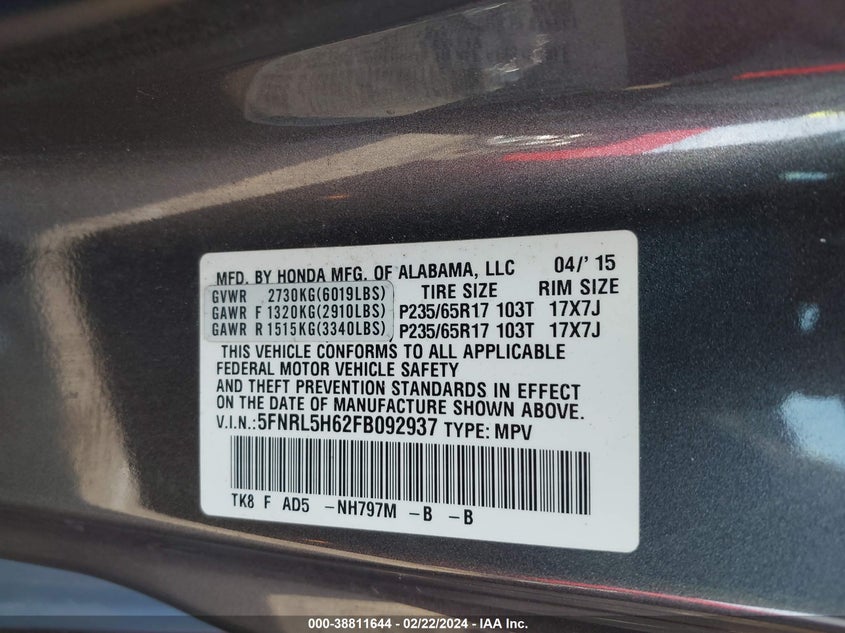 MFD. BY HONDA MFG. OF ALABAMA, LLC 04/' 15
GVWR 2730KG(6019LBS) TIRE SIZE RIM SIZE
GAWR F 1320KG(2910LBS) P235/65R17 103T 17X7J
GAWR R 1515KG(3340LBS) P235/65R17 103T 17X7J
THIS VEHICLE CONFORMS TO ALL APPLICABLE
FEDERAL MOTOR VEHICLE SAFETY
AND THEFT PREVENTION STANDARDS IN EFFECT
ON THE DATE OF MANUFACTURE SHOWN ABOVE.
V.I.N.:5FNRL5H62FB092937 TYPE: MPV
TK8 F AD5 -NH797M -B -B
000-38811644 - 02/22/2024 - IAA Inc.